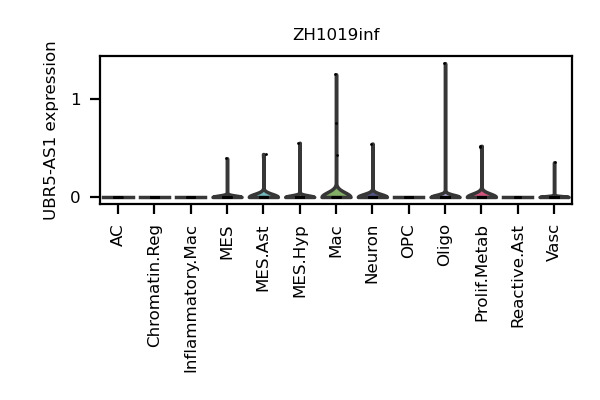 ZH1019inf
UBR5-AS1 expression
1
0
AC
Chromatin.Reg
Inflammatory.Mac
MES
MES.Ast
MES.Hyp
Mac
Neuron
OPC
Oligo
Prolif.Metab
Reactive.Ast
Vasc